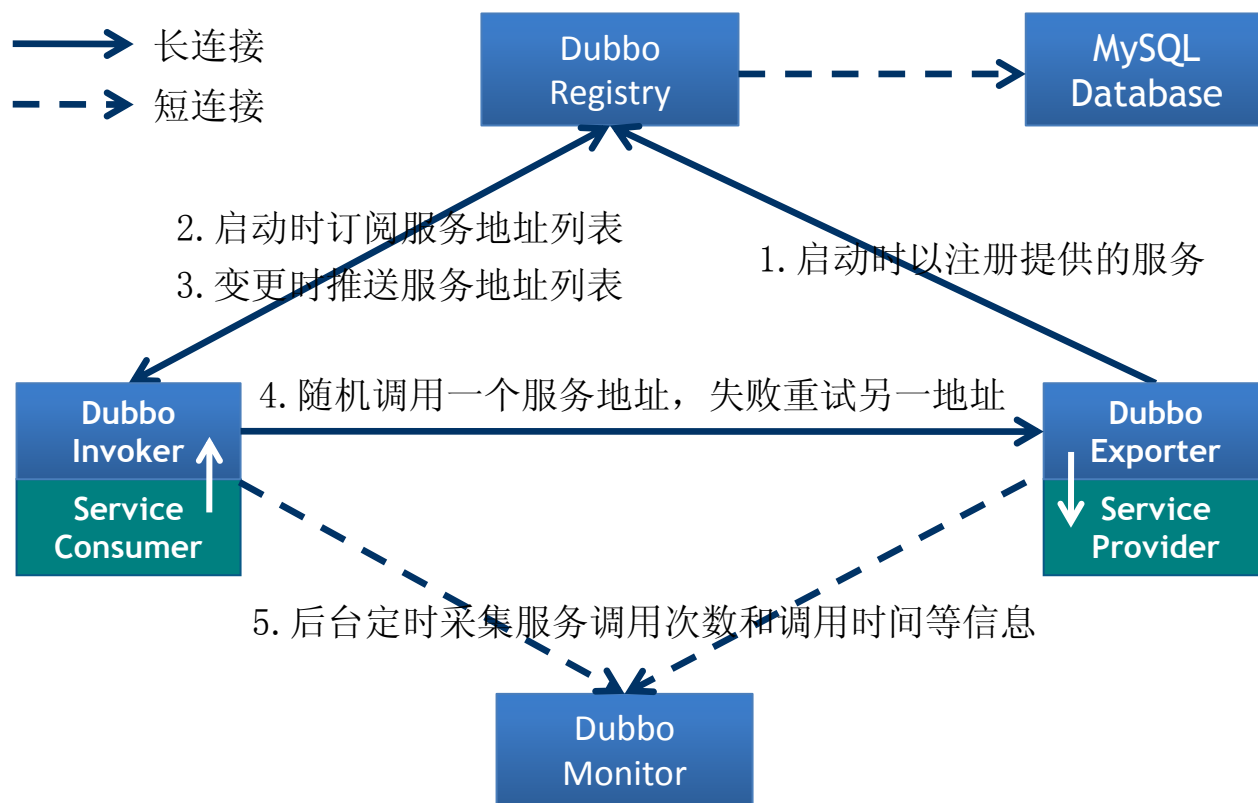 长连接
短连接
Dubbo
Registry
MySQL
Database
2.启动时订阅服务地址列表
3.变更时推送服务地址列表
1.启动时以注册提供的服务
4.随机调用一个服务地址，失败重试另一地址
Dubbo
Invoker
Service
Consumer
Dubbo
Exporter
Service
Provider
5.后台定时采集服务调用次数和调用时间等信息
Dubbo
Monitor